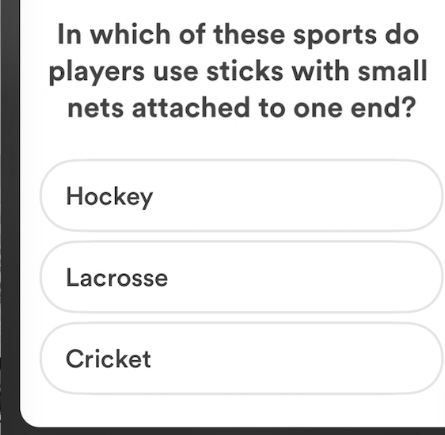 In which of these sports do
players use sticks with small
nets attached to one end?
Hockey
Lacrosse
Cricket